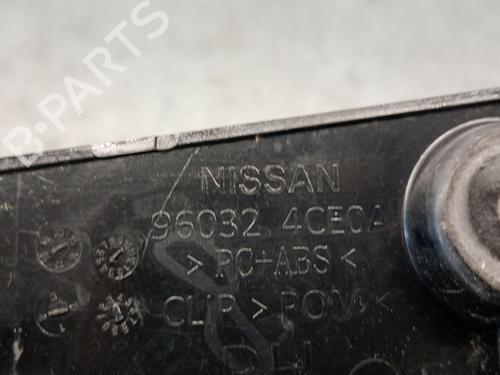 B-PARTS
NISSAN
96032 4CE0A
>PC-ABS<
CLIP >POM<